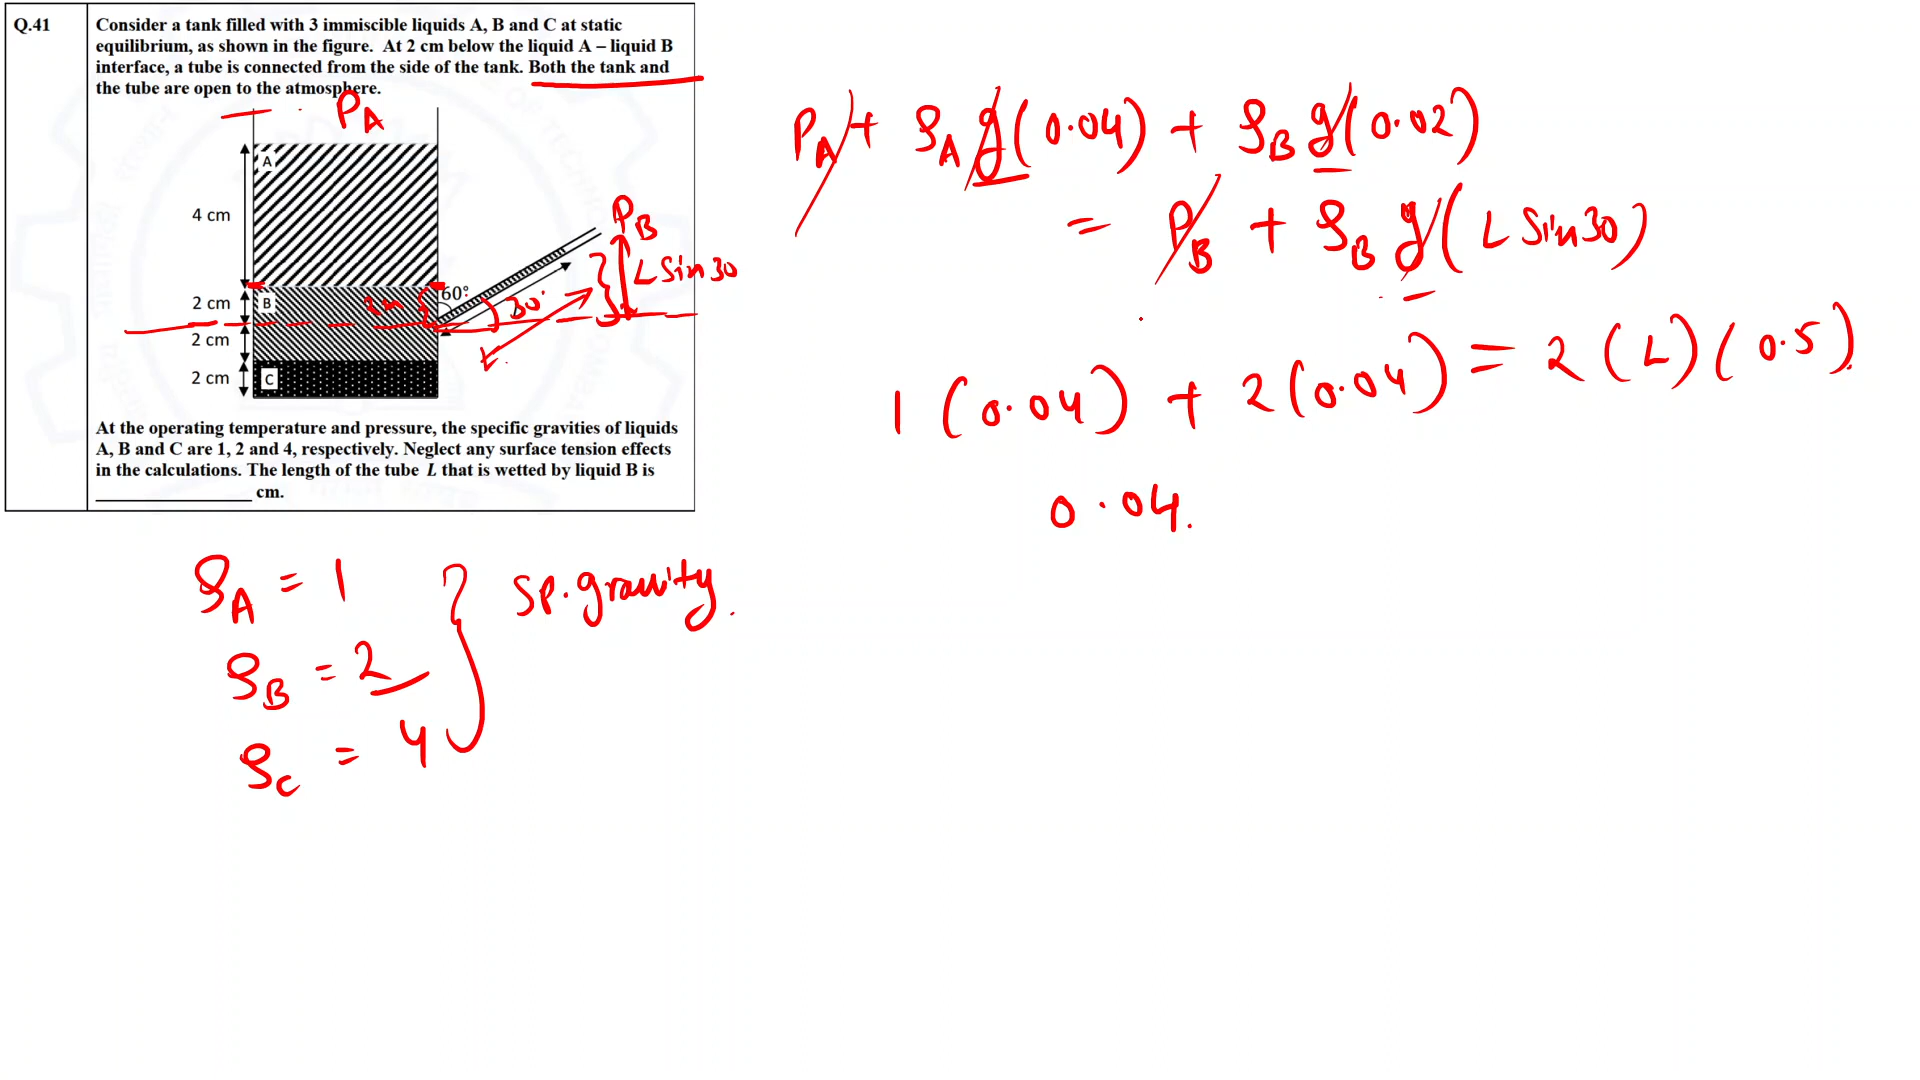 Q.41
Consider a tank filled with 3 immiscible liquids A, B and C at static
equilibrium, as shown in the figure. At 2 cm below the liquid A – liquid B
interface, a tube is connected from the side of the tank. Both the tank and
the tube are open to the atmosphere.
P_A
A
4 cm
2 cm
B
2 cm
2 cm
C
60°
30°
L
P_B
L Sin 30
At the operating temperature and pressure, the specific gravities of liquids
A, B and C are 1, 2 and 4, respectively. Neglect any surface tension effects
in the calculations. The length of the tube L that is wetted by liquid B is
______________ cm.
ρ_A = 1
ρ_B = 2
ρ_C = 4
} sp. gravity.
P_A + ρ_A g (0.04) + ρ_B g (0.02)
= P_B + ρ_B g (L Sin 30)
1 (0.04) + 2 (0.04) = 2 (L) (0.5)
0.04.